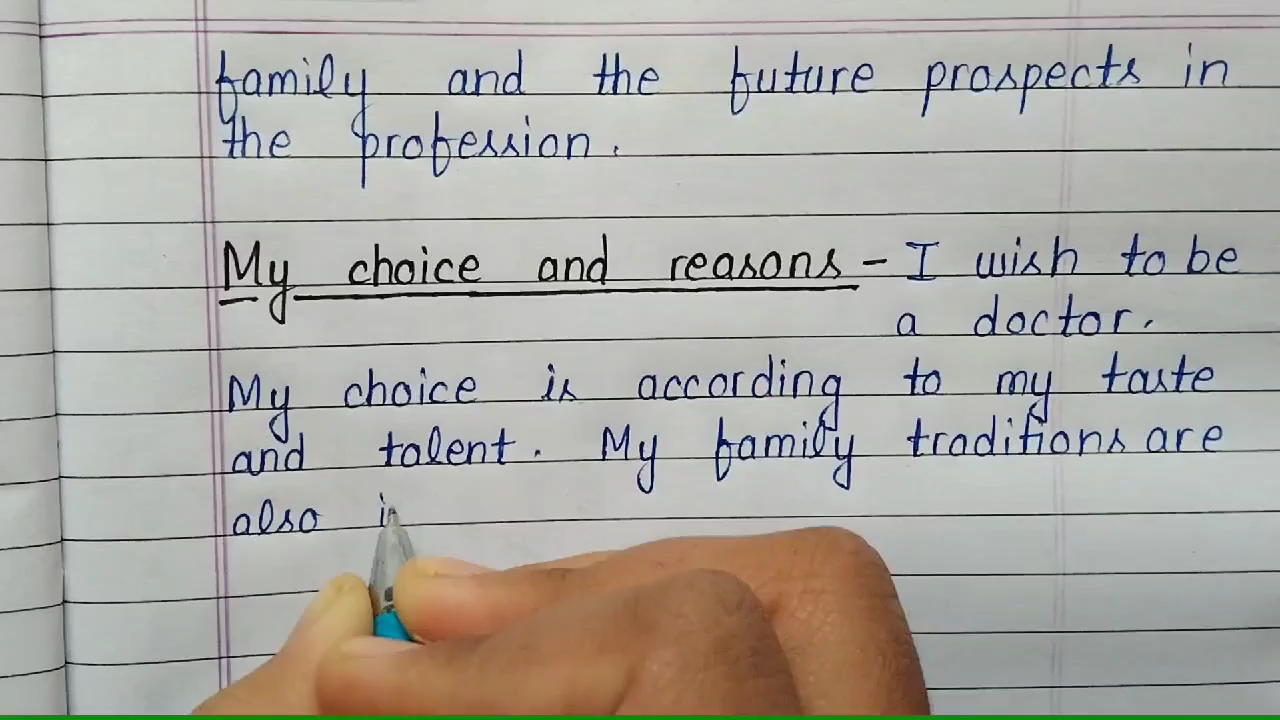 family and the future prospects in
the profession.
My choice and reasons - I wish to be
a doctor.
My choice is according to my taste
and talent. My family traditions are
also